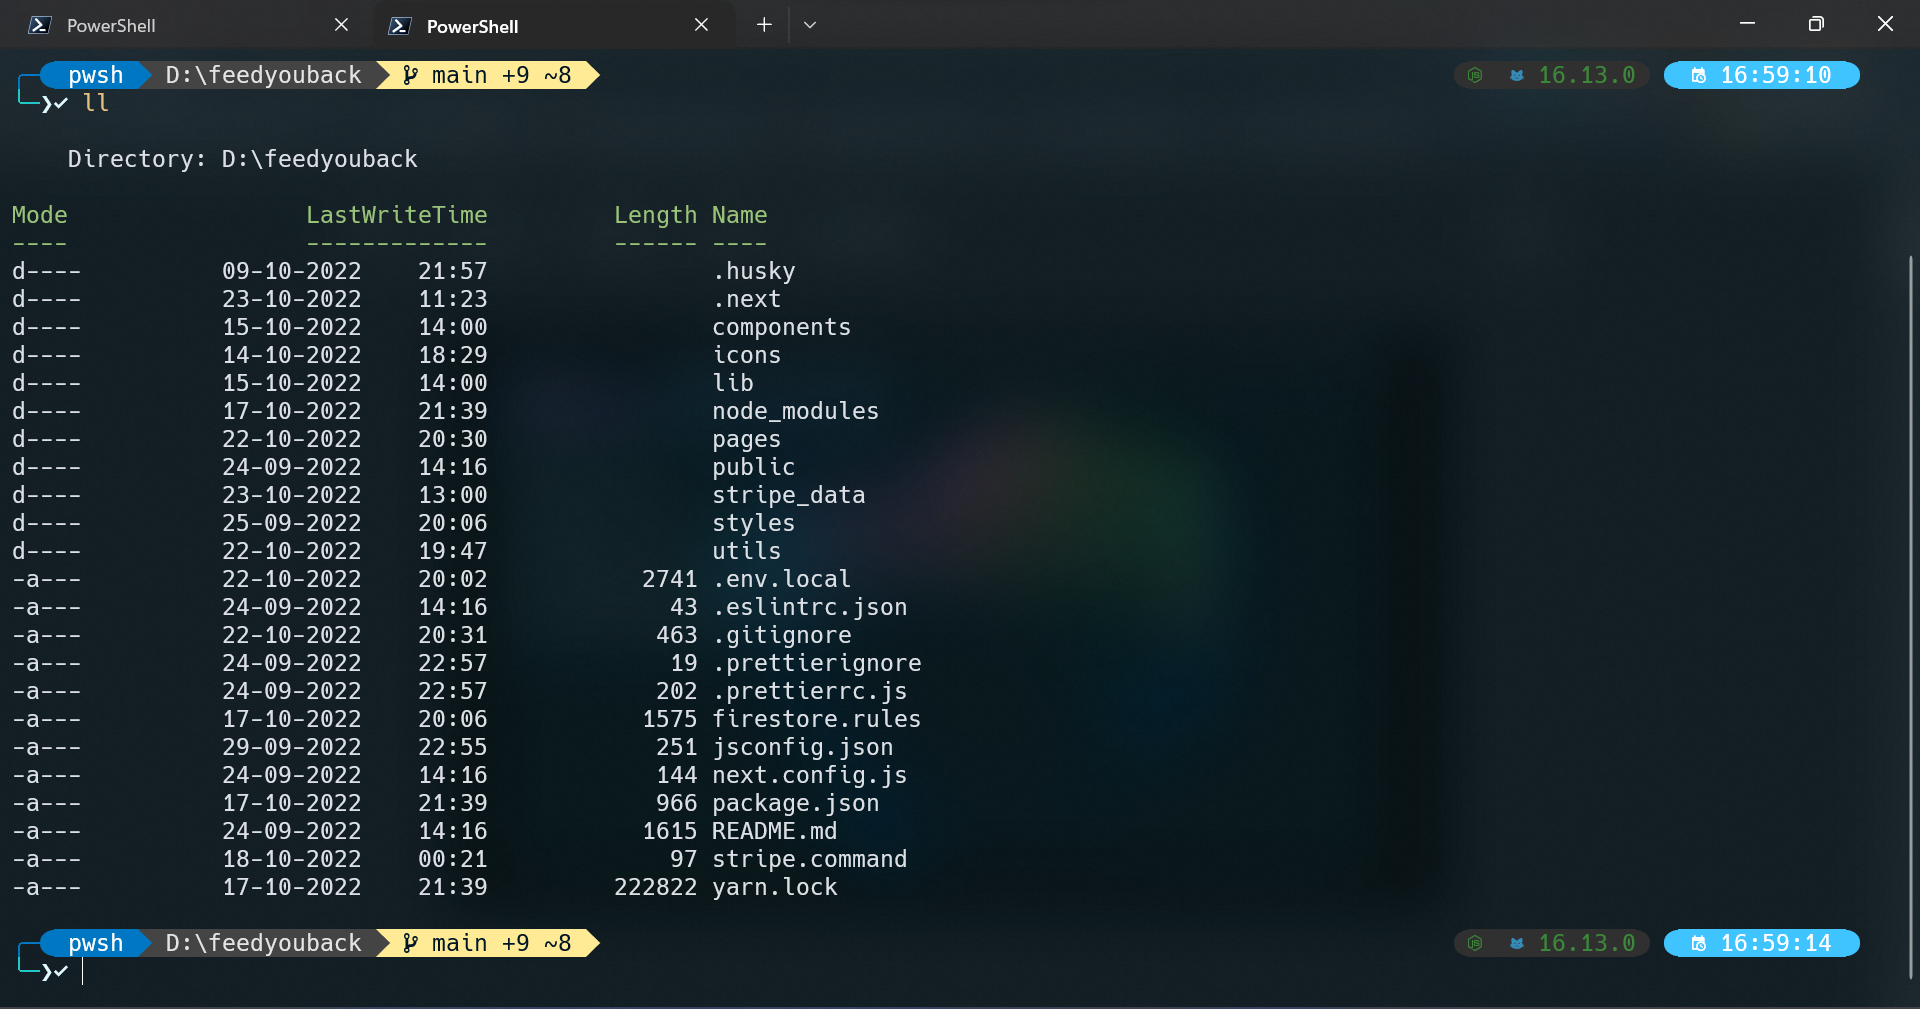 PowerShell PowerShell
pwsh D:\feedyouback main +9 ~8 16.13.0 16:59:10
❯✓ ll
Directory: D:\feedyouback
Mode LastWriteTime Length Name
---- ------------- ------ ----
d---- 09-10-2022 21:57 .husky
d---- 23-10-2022 11:23 .next
d---- 15-10-2022 14:00 components
d---- 14-10-2022 18:29 icons
d---- 15-10-2022 14:00 lib
d---- 17-10-2022 21:39 node_modules
d---- 22-10-2022 20:30 pages
d---- 24-09-2022 14:16 public
d---- 23-10-2022 13:00 stripe_data
d---- 25-09-2022 20:06 styles
d---- 22-10-2022 19:47 utils
-a--- 22-10-2022 20:02 2741 .env.local
-a--- 24-09-2022 14:16 43 .eslintrc.json
-a--- 22-10-2022 20:31 463 .gitignore
-a--- 24-09-2022 22:57 19 .prettierignore
-a--- 24-09-2022 22:57 202 .prettierrc.js
-a--- 17-10-2022 20:06 1575 firestore.rules
-a--- 29-09-2022 22:55 251 jsconfig.json
-a--- 24-09-2022 14:16 144 next.config.js
-a--- 17-10-2022 21:39 966 package.json
-a--- 24-09-2022 14:16 1615 README.md
-a--- 18-10-2022 00:21 97 stripe.command
-a--- 17-10-2022 21:39 222822 yarn.lock
pwsh D:\feedyouback main +9 ~8 16.13.0 16:59:14
❯✓